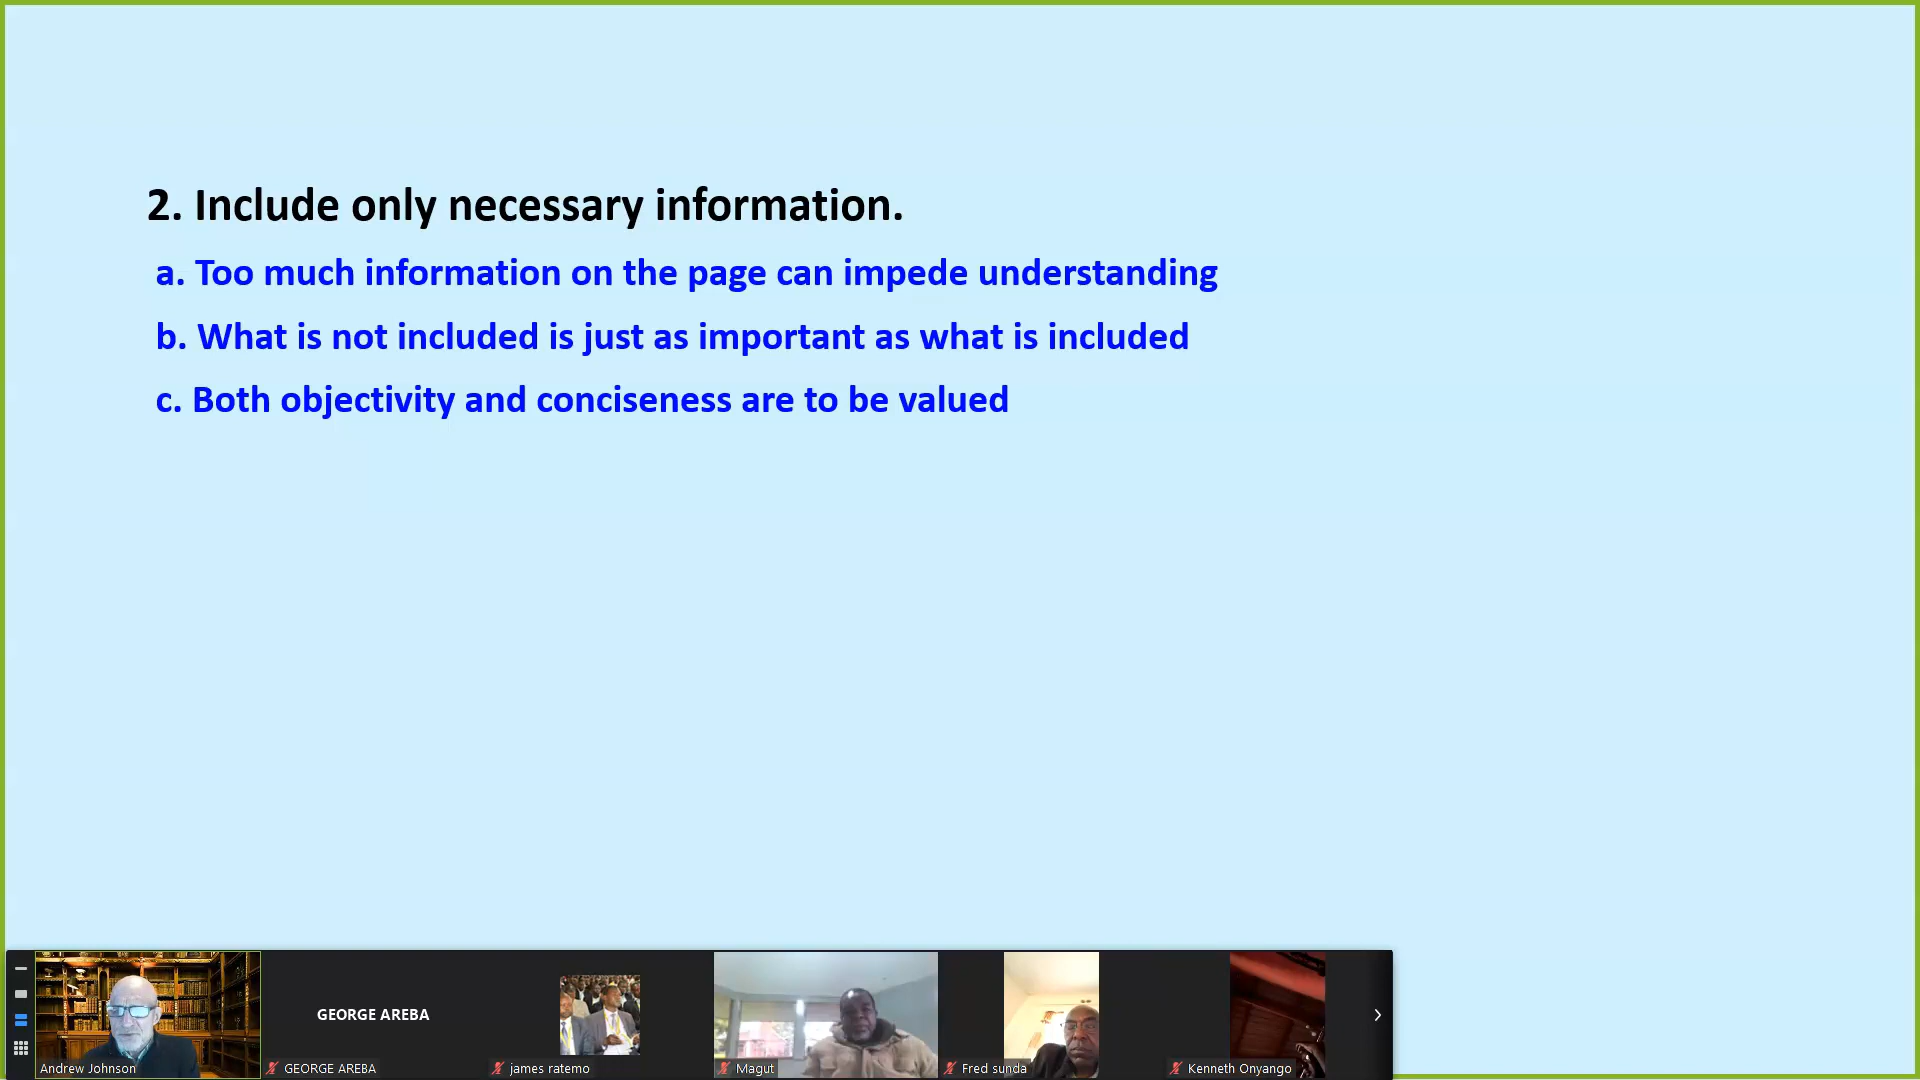 2. Include only necessary information.
a. Too much information on the page can impede understanding
b. What is not included is just as important as what is included
c. Both objectivity and conciseness are to be valued
GEORGE AREBA
Andrew Johnson
GEORGE AREBA
james ratemo
Magut
Fred sunda
Kenneth Onyango